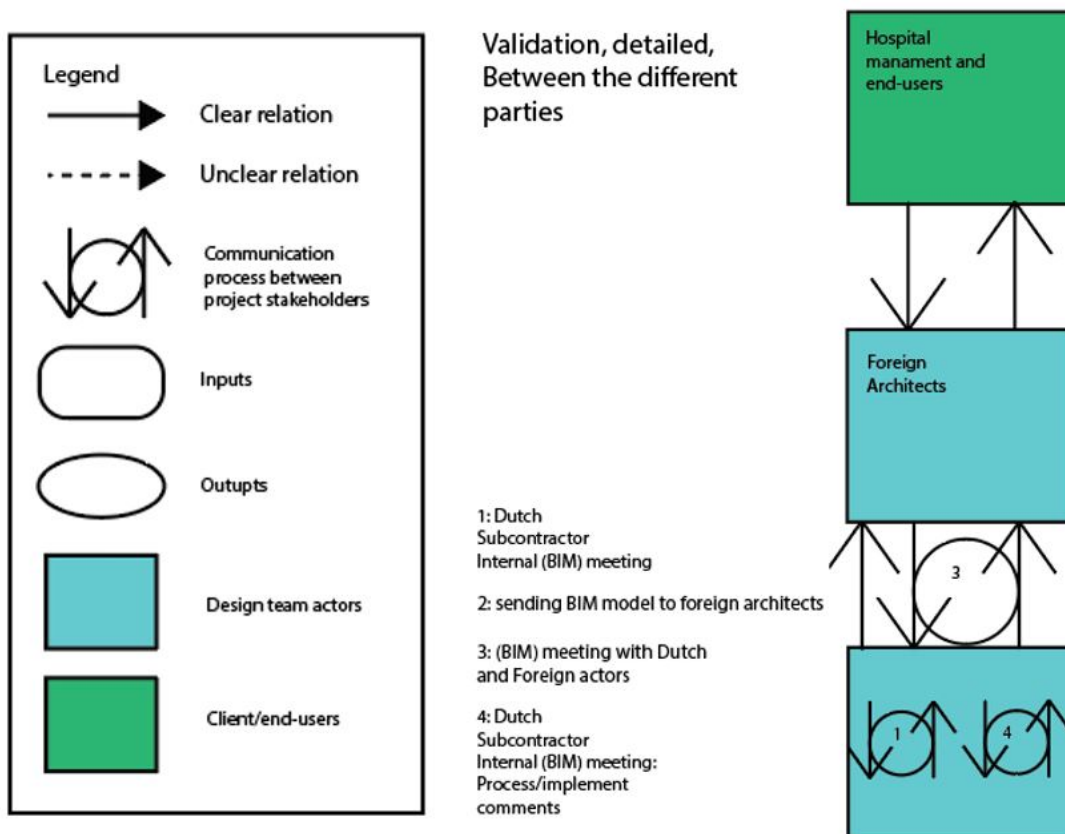 Legend
Clear relation
Unclear relation
Communication
process between
project stakeholders
Inputs
Outupts
Design team actors
Client/end-users
Validation, detailed,
Between the different
parties
1: Dutch
Subcontractor
Internal (BIM) meeting
2: sending BIM model to foreign architects
3: (BIM) meeting with Dutch
and Foreign actors
4: Dutch
Subcontractor
Internal (BIM) meeting:
Process/implement
comments
Hospital
manament and
end-users
Foreign
Architects
3
1
4